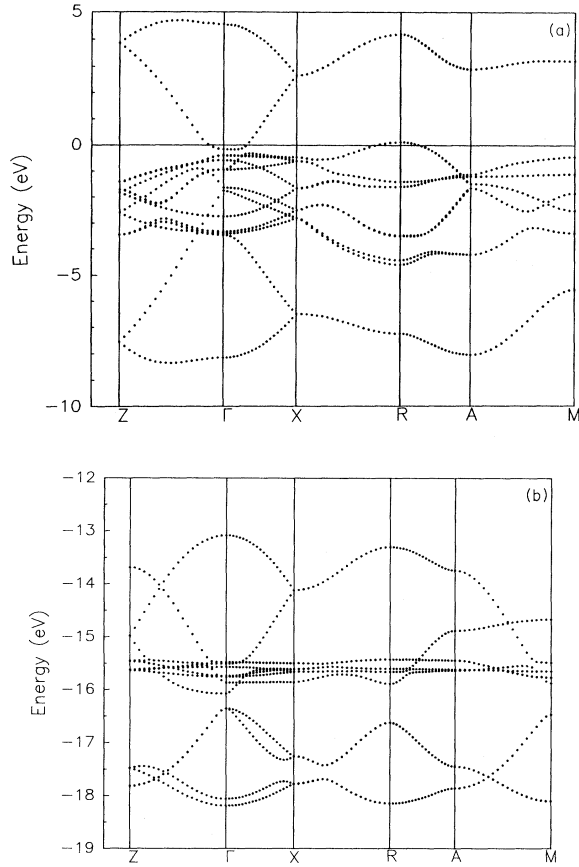 5
(a)
0
Energy (eV)
−5
−10
Z Γ X R A M
−12
(b)
−13
−14
−15
Energy (eV)
−16
−17
−18
−19
Z Γ X R A M